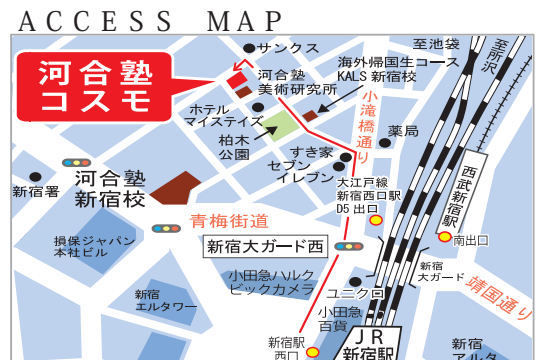 ACCESS MAP
サンクス
至池袋
至所沢
河合塾
コスモ
河合塾
美術研究所
海外帰国生コース
KALS 新宿校
小滝橋通り
ホテル
マイステイズ
柏木
公園
薬局
すき家
セブン
イレブン
新宿署
河合塾
新宿校
大江戸線
新宿西口駅
D5 出口
西武新宿駅
南出口
青梅街道
新宿大ガード西
損保ジャパン
本社ビル
新宿
大ガード
靖国通り
小田急ハルク
ビックカメラ
新宿
エルタワー
ユニクロ
小田急
百貨
JR
新宿駅
新宿駅
西口
新宿
アルタ